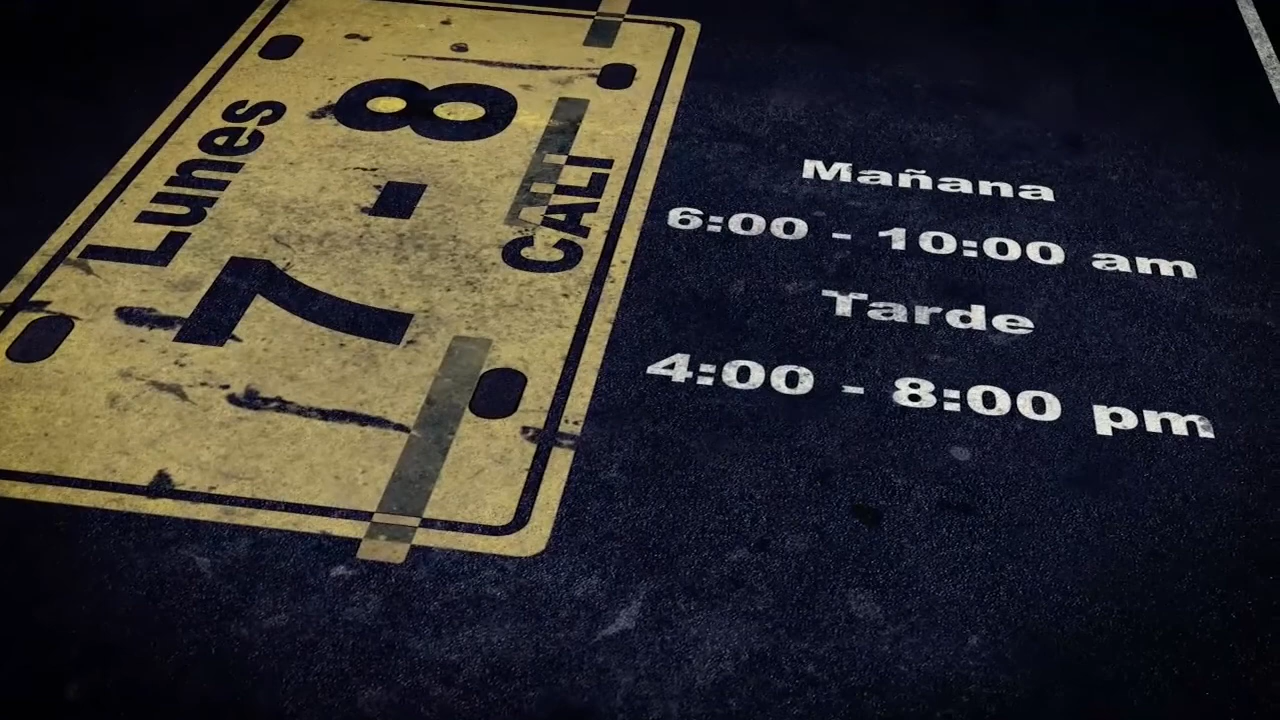 Lunes
7 - 8
CALI
Mañana
6:00 - 10:00 am
Tarde
4:00 - 8:00 pm